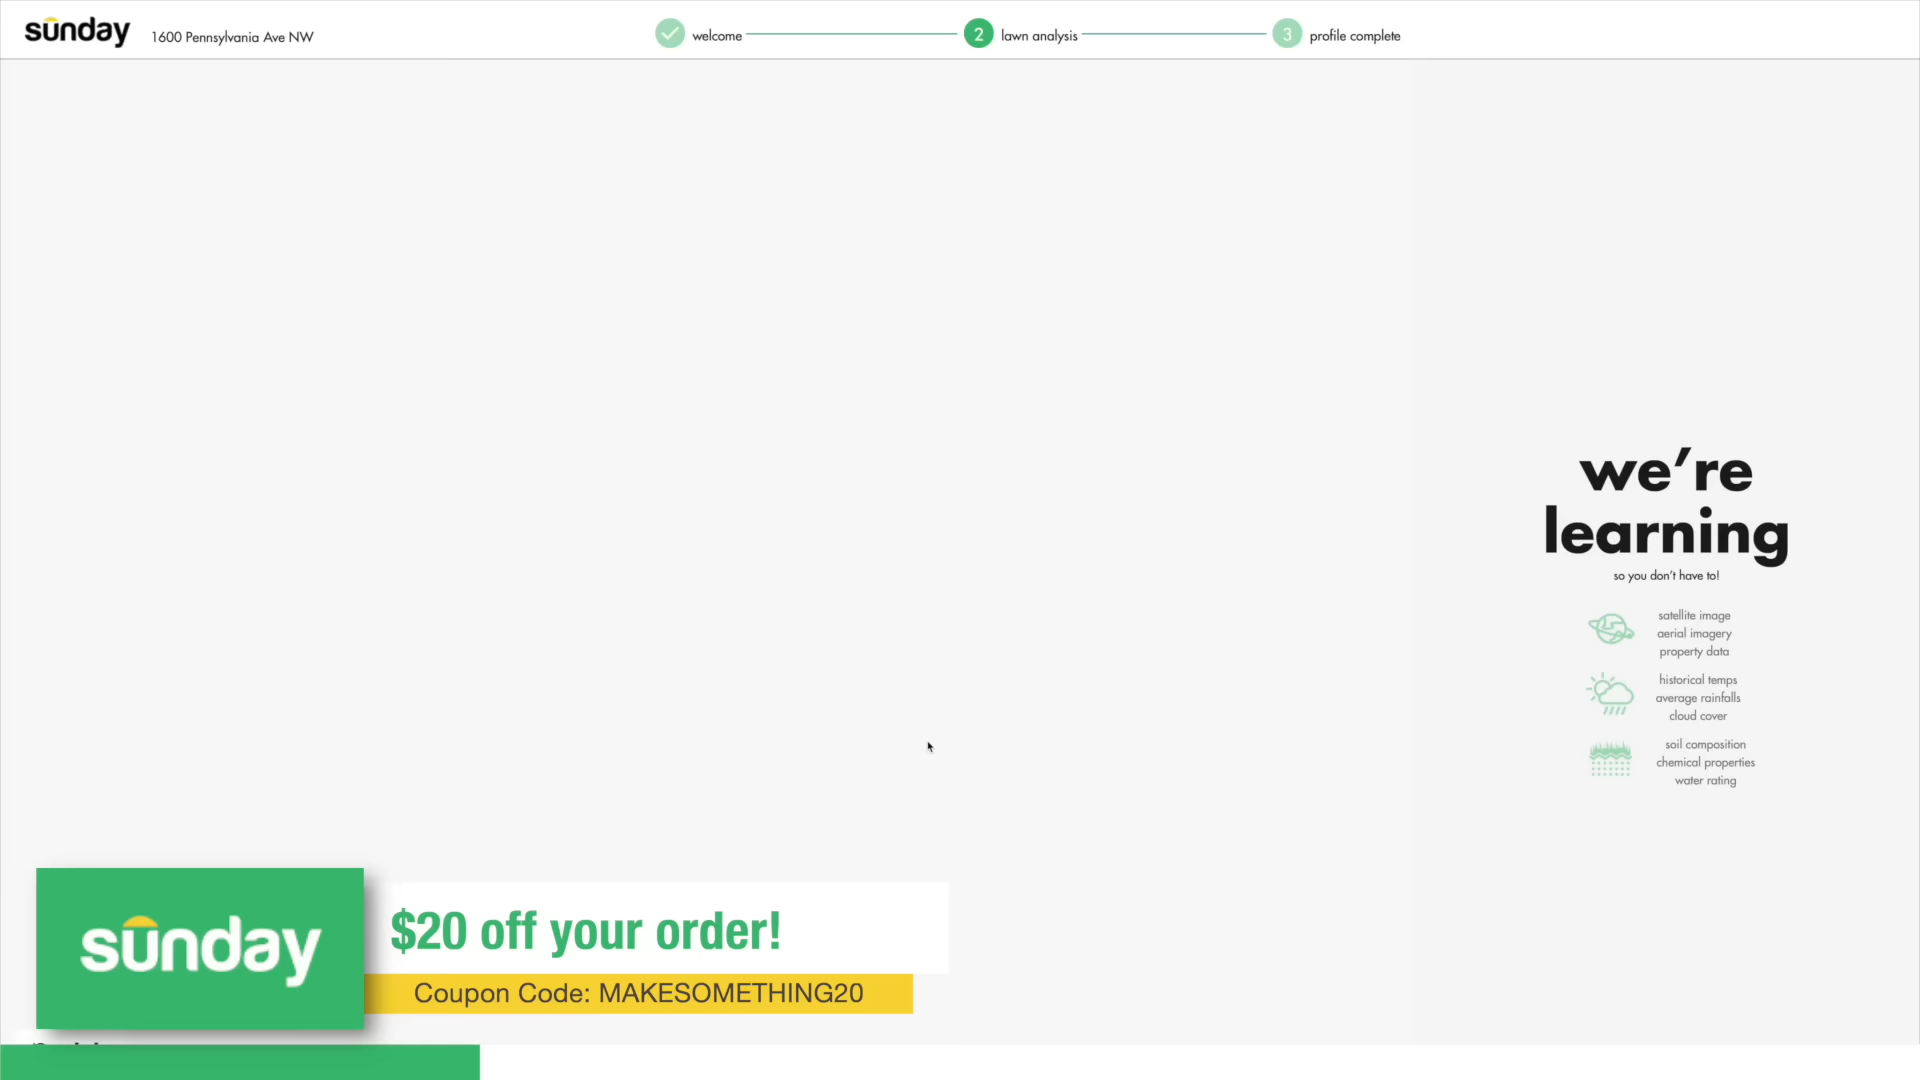 sunday
1600 Pennsylvania Ave NW
welcome
2
lawn analysis
3
profile complete
we're
learning
so you don't have to!
satellite image
aerial imagery
property data
historical temps
average rainfalls
cloud cover
soil composition
chemical properties
water rating
sunday
$20 off your order!
Coupon Code: MAKESOMETHING20